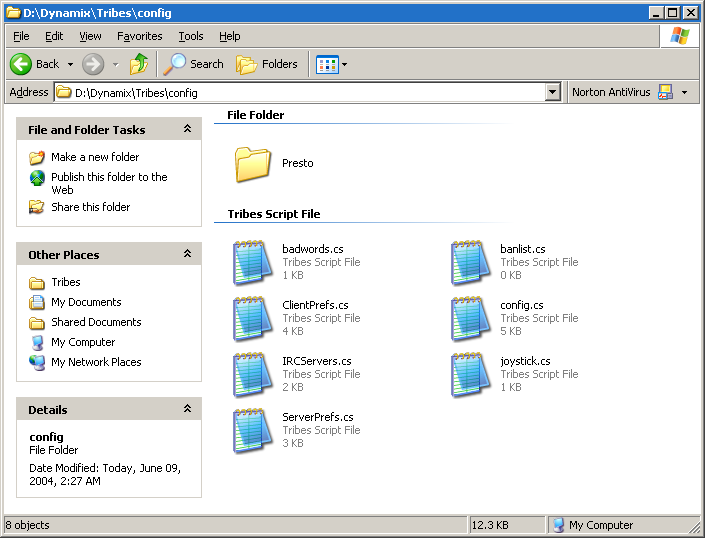 D:\Dynamix\Tribes\config
File Edit View Favorites Tools Help
Back Search Folders
Address D:\Dynamix\Tribes\config Norton AntiVirus
File and Folder Tasks
Make a new folder
Publish this folder to the
Web
Share this folder
Other Places
Tribes
My Documents
Shared Documents
My Computer
My Network Places
Details
config
File Folder
Date Modified: Today, June 09,
2004, 2:27 AM
File Folder
Presto
Tribes Script File
badwords.cs
Tribes Script File
1 KB
banlist.cs
Tribes Script File
0 KB
ClientPrefs.cs
Tribes Script File
4 KB
config.cs
Tribes Script File
5 KB
IRCServers.cs
Tribes Script File
2 KB
joystick.cs
Tribes Script File
1 KB
ServerPrefs.cs
Tribes Script File
3 KB
8 objects 12.3 KB My Computer